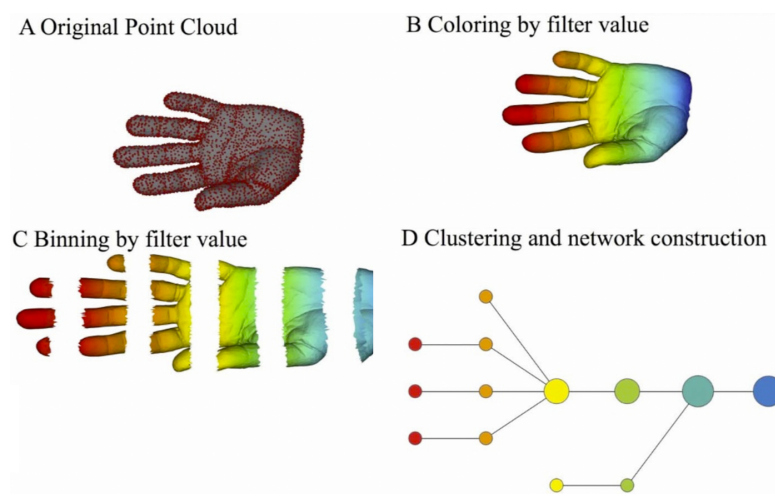 A Original Point Cloud
B Coloring by filter value
C Binning by filter value
D Clustering and network construction